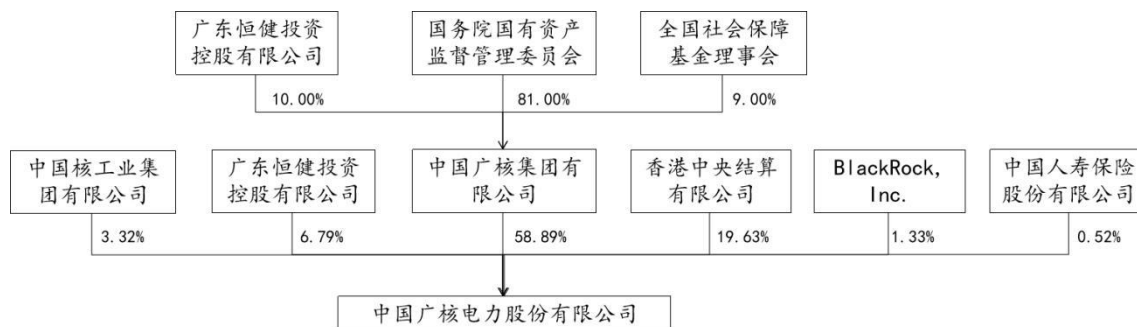 广东恒健投资
控股有限公司
国务院国有资产
监督管理委员会
全国社会保障
基金理事会
10.00%
81.00%
9.00%
中国核工业集
团有限公司
广东恒健投资
控股有限公司
中国广核集团有
限公司
香港中央结算
有限公司
BlackRock,
Inc.
中国人寿保险
股份有限公司
3.32%
6.79%
58.89%
19.63%
1.33%
0.52%
中国广核电力股份有限公司